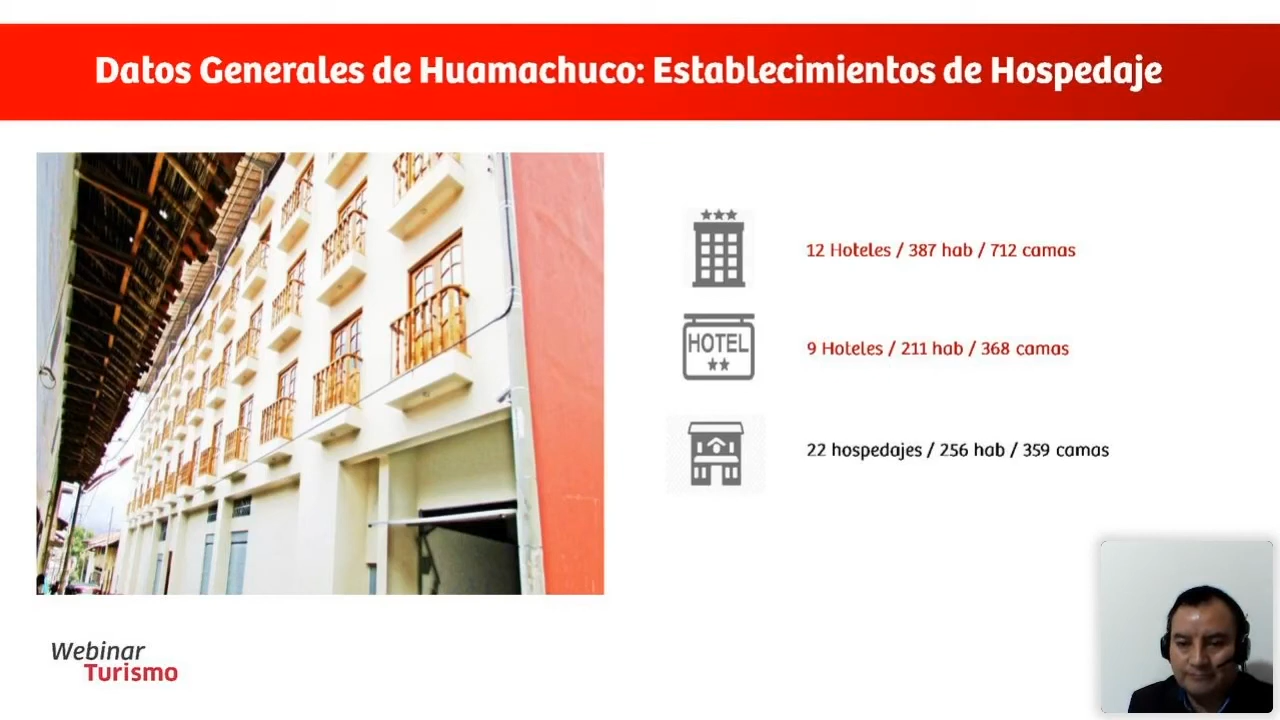 Datos Generales de Huamachuco: Establecimientos de Hospedaje
12 Hoteles / 387 hab / 712 camas
HOTEL
9 Hoteles / 211 hab / 368 camas
22 hospedajes / 256 hab / 359 camas
Webinar
Turismo